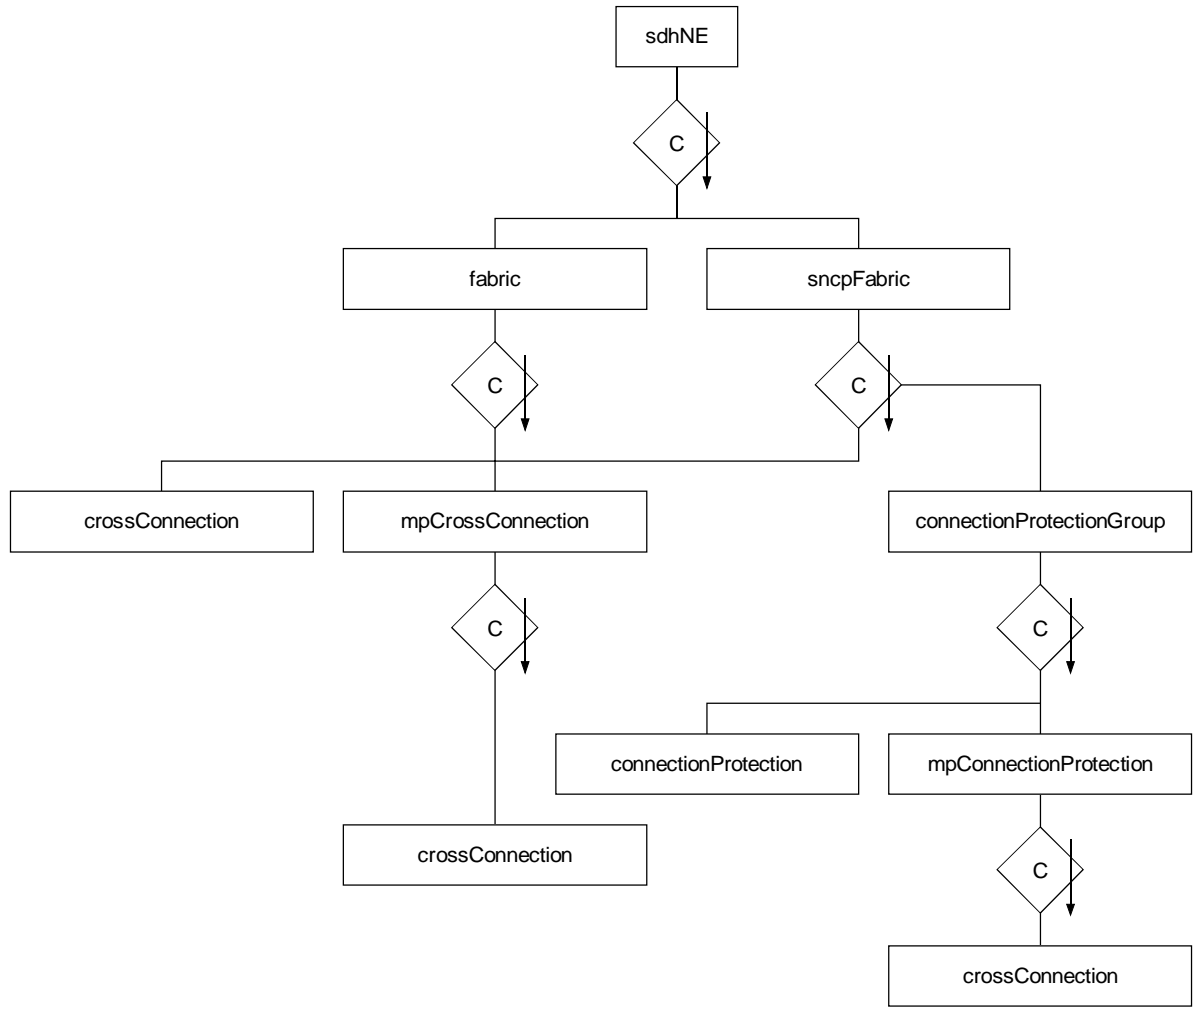 sdhNE
C
fabric
sncpFabric
C
C
crossConnection
mpCrossConnection
connectionProtectionGroup
C
C
connectionProtection
mpConnectionProtection
crossConnection
C
crossConnection